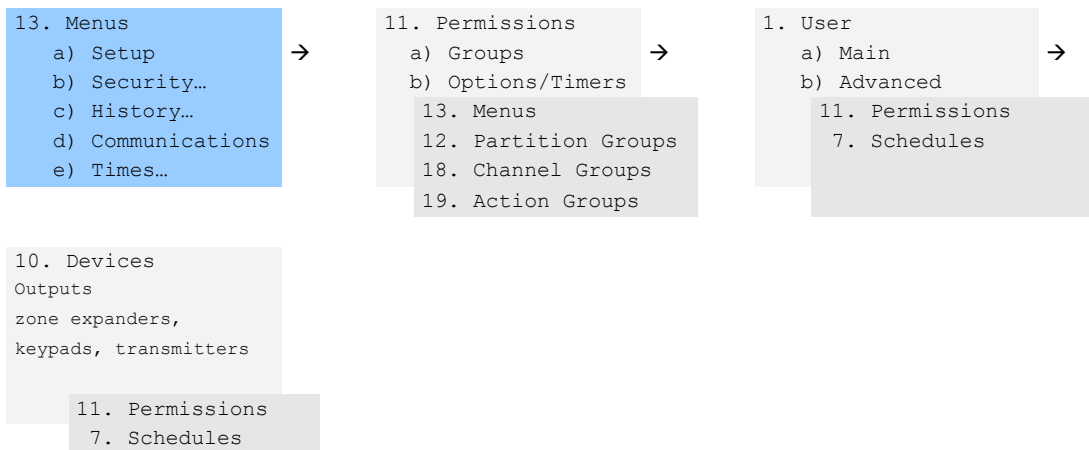 13. Menus
a) Setup →
b) Security…
c) History…
d) Communications
e) Times…
11. Permissions
a) Groups →
b) Options/Timers
13. Menus
12. Partition Groups
18. Channel Groups
19. Action Groups
1. User
a) Main →
b) Advanced
11. Permissions
7. Schedules
10. Devices
Outputs
zone expanders,
keypads, transmitters
11. Permissions
7. Schedules